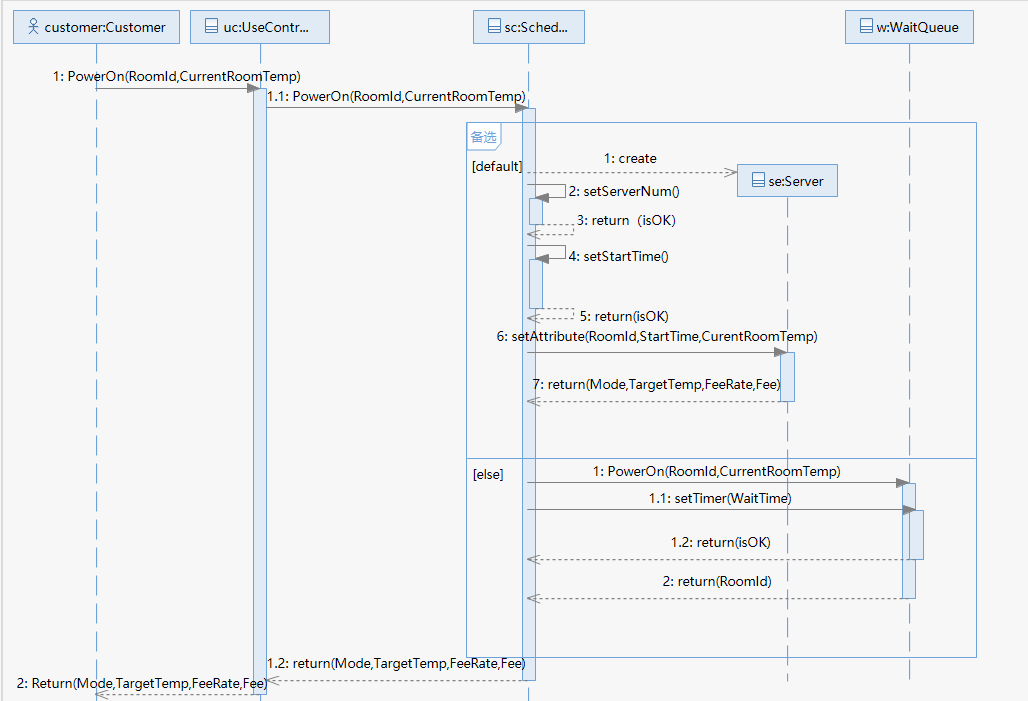 customer:Customer
uc:UseContr...
sc:Sched...
w:WaitQueue
1: PowerOn(RoomId,CurrentRoomTemp)
1.1: PowerOn(RoomId,CurrentRoomTemp)
备选
[default]
1: create
se:Server
2: setServerNum()
3: return（isOK)
4: setStartTime()
5: return(isOK)
6: setAttribute(RoomId,StartTime,CurentRoomTemp)
7: return(Mode,TargetTemp,FeeRate,Fee)
[else]
1: PowerOn(RoomId,CurrentRoomTemp)
1.1: setTimer(WaitTime)
1.2: return(isOK)
2: return(RoomId)
1.2: return(Mode,TargetTemp,FeeRate,Fee)
2: Return(Mode,TargetTemp,FeeRate,Fee)